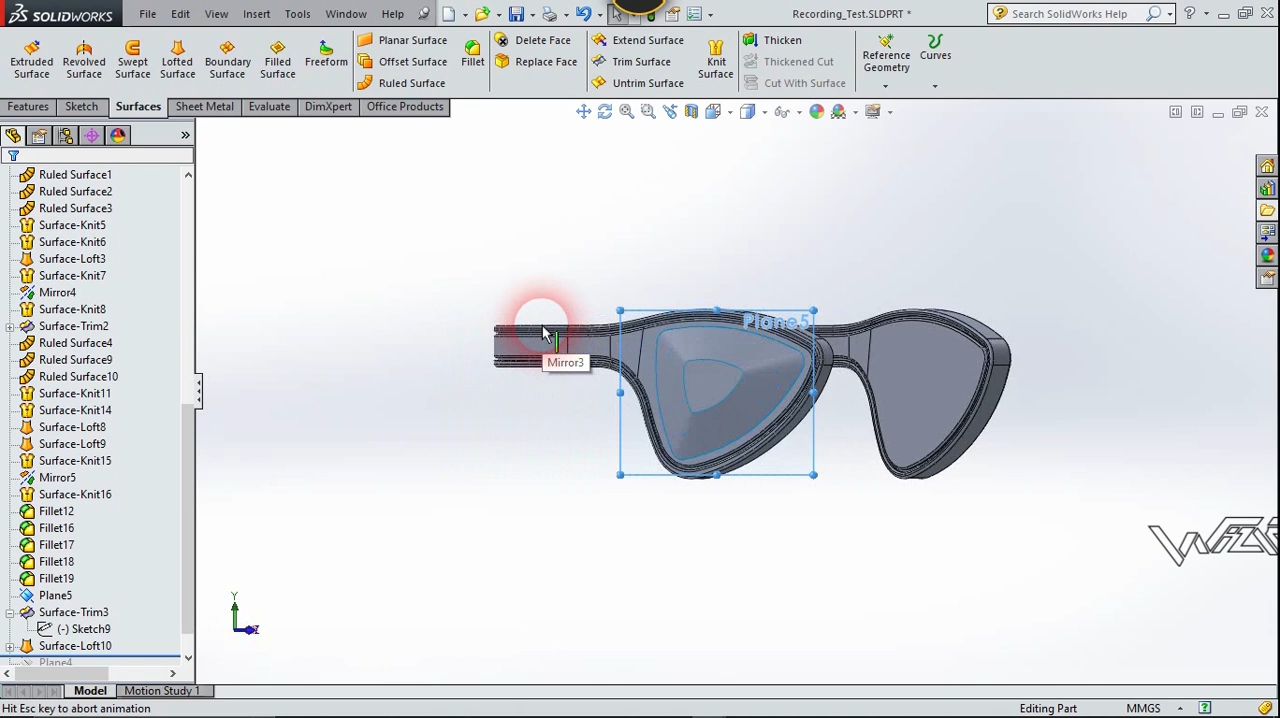 SOLIDWORKS File Edit View Insert Tools Window Help Recording_Test.SLDPRT * Search SolidWorks Help
Extruded Surface
Revolved Surface
Swept Surface
Lofted Surface
Boundary Surface
Filled Surface
Freeform
Planar Surface
Offset Surface
Ruled Surface
Fillet
Delete Face
Replace Face
Extend Surface
Trim Surface
Untrim Surface
Knit Surface
Thicken
Thickened Cut
Cut With Surface
Reference Geometry
Curves
Features Sketch Surfaces Sheet Metal Evaluate DimXpert Office Products
Ruled Surface1
Ruled Surface2
Ruled Surface3
Surface-Knit5
Surface-Knit6
Surface-Loft3
Surface-Knit7
Mirror4
Surface-Knit8
Surface-Trim2
Ruled Surface4
Ruled Surface9
Ruled Surface10
Surface-Knit11
Surface-Knit14
Surface-Loft8
Surface-Loft9
Surface-Knit15
Mirror5
Surface-Knit16
Fillet12
Fillet16
Fillet17
Fillet18
Fillet19
Plane5
Surface-Trim3
(-) Sketch9
Surface-Loft10
Plane4
Plane5
Mirror3
Y
Z
Model Motion Study 1
Hit Esc key to abort animation Editing Part MMGS